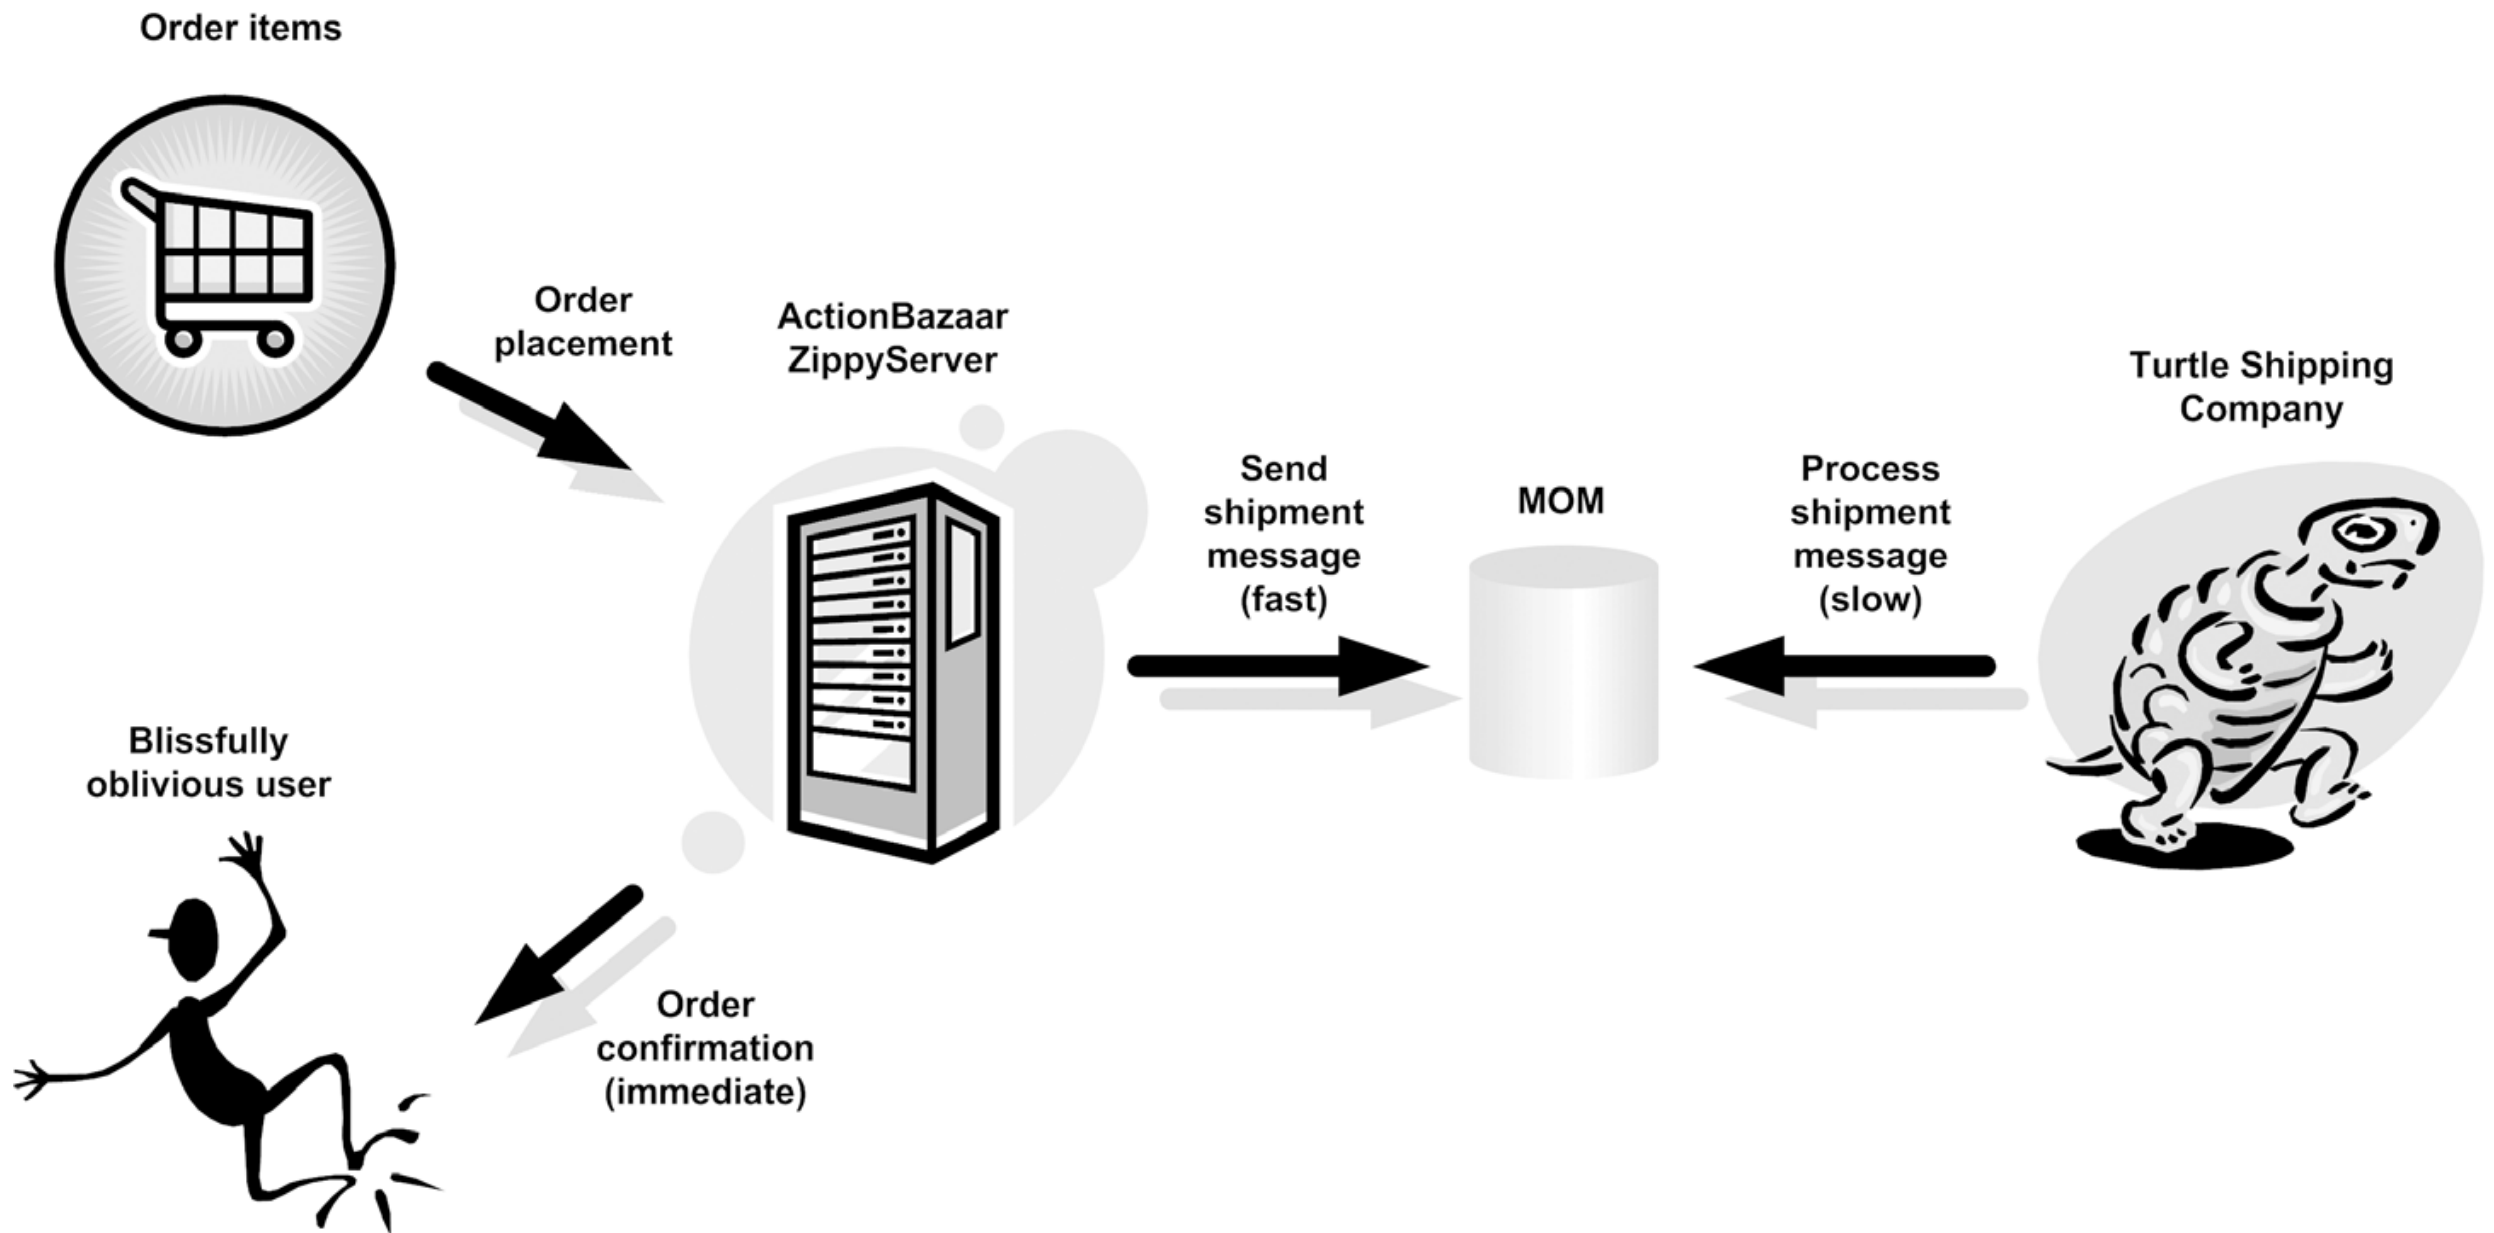 Order items
Order
placement
ActionBazaar
ZippyServer
Send
shipment
message
(fast)
MOM
Process
shipment
message
(slow)
Turtle Shipping
Company
Blissfully
oblivious user
Order
confirmation
(immediate)